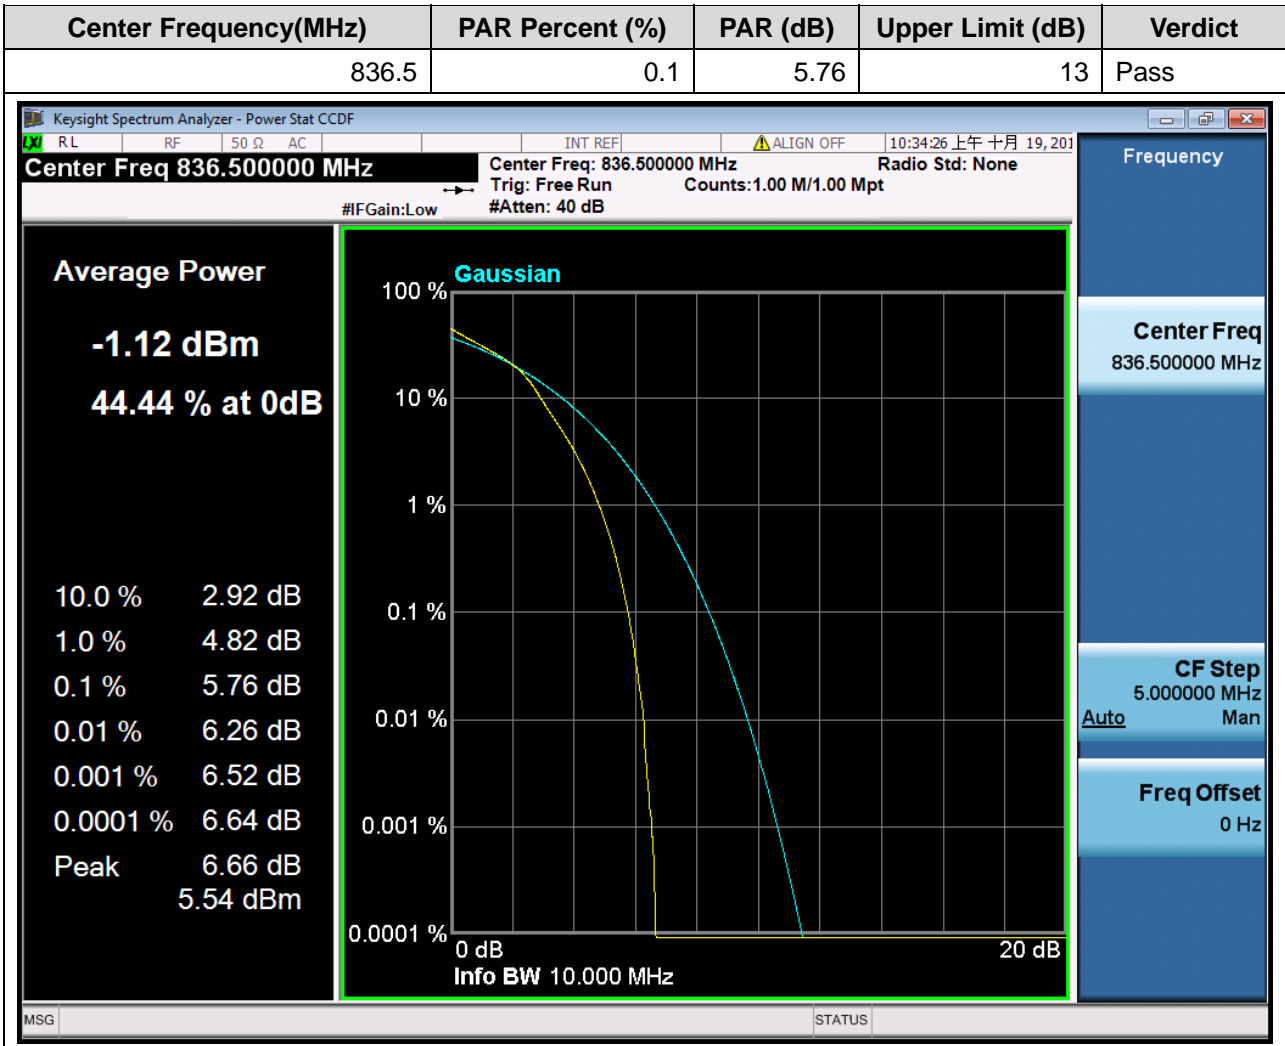 Center Frequency(MHz) PAR Percent (%) PAR (dB) Upper Limit (dB) Verdict
836.5 0.1 5.76 13 Pass
Keysight Spectrum Analyzer - Power Stat CCDF
LXI RL RF 50 Ω AC INT REF ALIGN OFF 10:34:26 上午 十月 19, 201
Center Freq 836.500000 MHz
Center Freq: 836.500000 MHz Radio Std: None
Trig: Free Run Counts:1.00 M/1.00 Mpt
#IFGain:Low #Atten: 40 dB
Average Power
-1.12 dBm
44.44 % at 0dB
10.0 % 2.92 dB
1.0 % 4.82 dB
0.1 % 5.76 dB
0.01 % 6.26 dB
0.001 % 6.52 dB
0.0001 % 6.64 dB
Peak 6.66 dB
5.54 dBm
Gaussian
100 %
10 %
1 %
0.1 %
0.01 %
0.001 %
0.0001 %
0 dB 20 dB
Info BW 10.000 MHz
Frequency
Center Freq
836.500000 MHz
CF Step
5.000000 MHz
Auto Man
Freq Offset
0 Hz
MSG STATUS